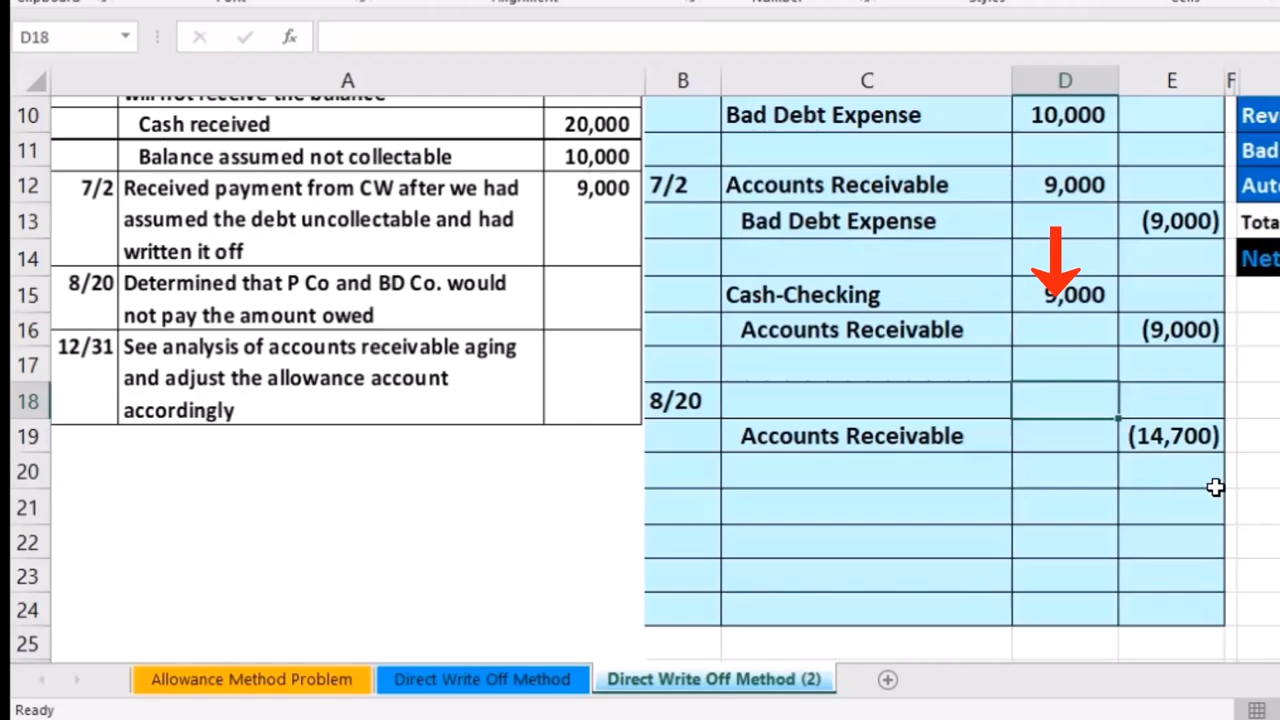 D18
fx
A B C D E F
10 Cash received 20,000 Bad Debt Expense 10,000 Rev
11 Balance assumed not collectable 10,000 Bad
12 7/2 Received payment from CW after we had 9,000 7/2 Accounts Receivable 9,000
13 assumed the debt uncollectable and had Bad Debt Expense (9,000) Tota
14 written it off Net
8/20 Determined that P Co and BD Co. would
15 not pay the amount owed Cash-Checking 9,000
16 Accounts Receivable (9,000)
12/31 See analysis of accounts receivable aging
17 and adjust the allowance account
18 accordingly 8/20
19 Accounts Receivable (14,700)
20
21
22
23
24
25
Allowance Method Problem Direct Write Off Method Direct Write Off Method (2)
Ready